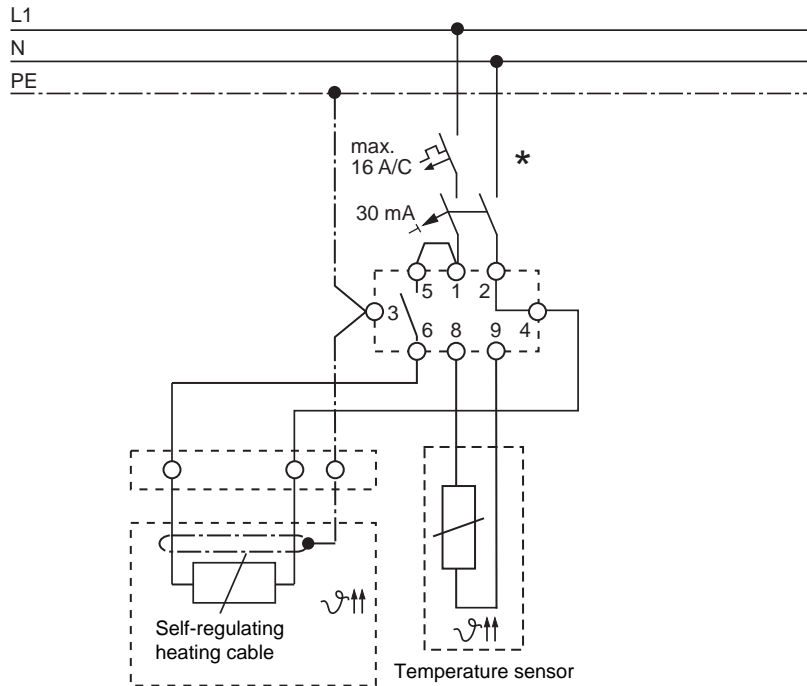 L1
N
PE
max.
16 A/C
*
30 mA
5 1 2
3
6 8 9 4
ϑ
Self-regulating
heating cable
ϑ
Temperature sensor